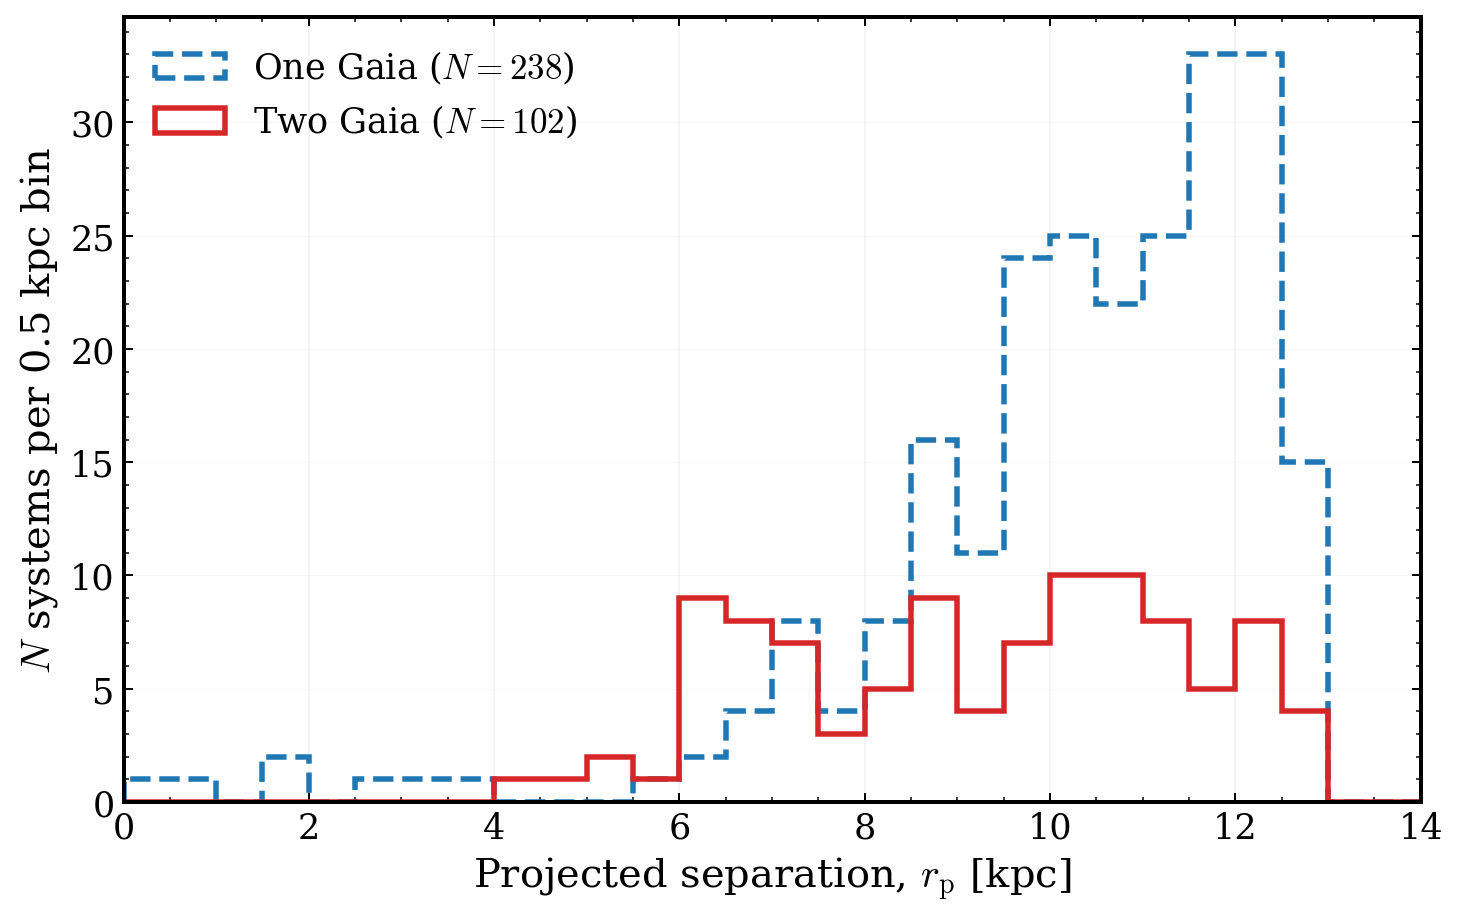 One Gaia (N = 238)
Two Gaia (N = 102)
N systems per 0.5 kpc bin
30
25
20
15
10
5
0
0 2 4 6 8 10 12 14
Projected separation, rp [kpc]